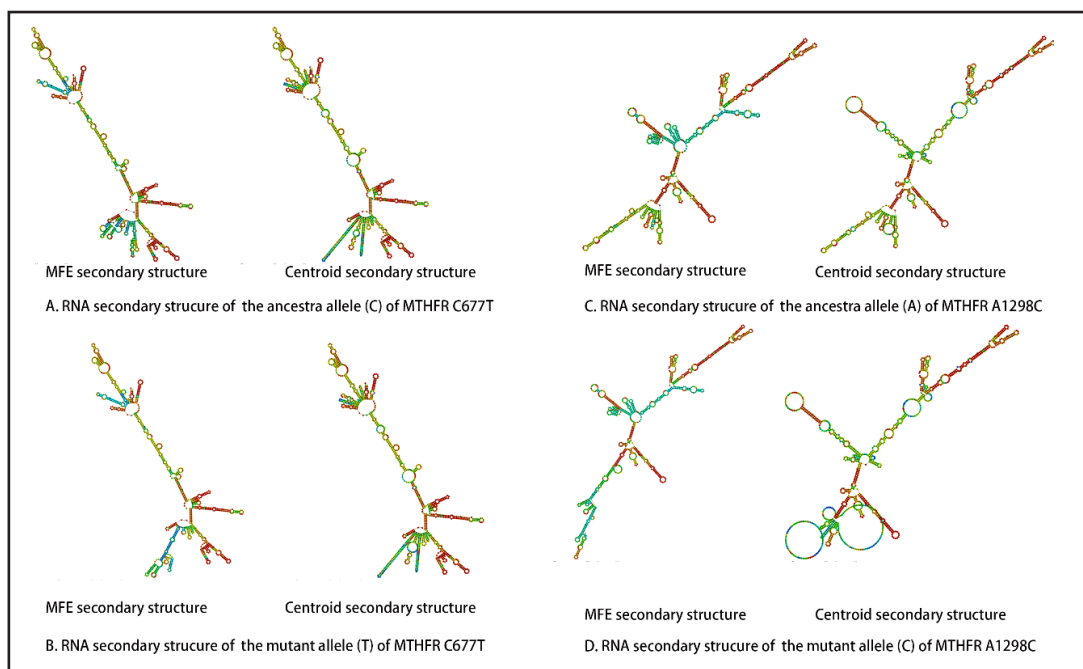 MFE secondary structure
Centroid secondary structure
A. RNA secondary strucure of the ancestra allele (C) of MTHFR C677T
MFE secondary structure
Centroid secondary structure
C. RNA secondary strucure of the ancestra allele (A) of MTHFR A1298C
MFE secondary structure
Centroid secondary structure
B. RNA secondary strucure of the mutant allele (T) of MTHFR C677T
MFE secondary structure
Centroid secondary structure
D. RNA secondary strucure of the mutant allele (C) of MTHFR A1298C